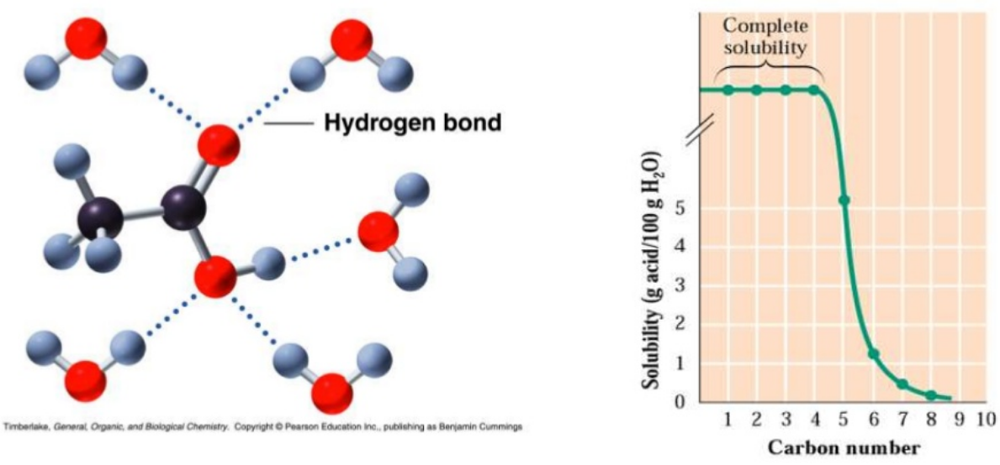 Hydrogen bond
Timberlake, General, Organic, and Biological Chemistry. Copyright © Pearson Education Inc., publishing as Benjamin Cummings
Complete
solubility
Solubility (g acid/100 g H₂O)
5
4
3
2
1
0
1 2 3 4 5 6 7 8 9 10
Carbon number